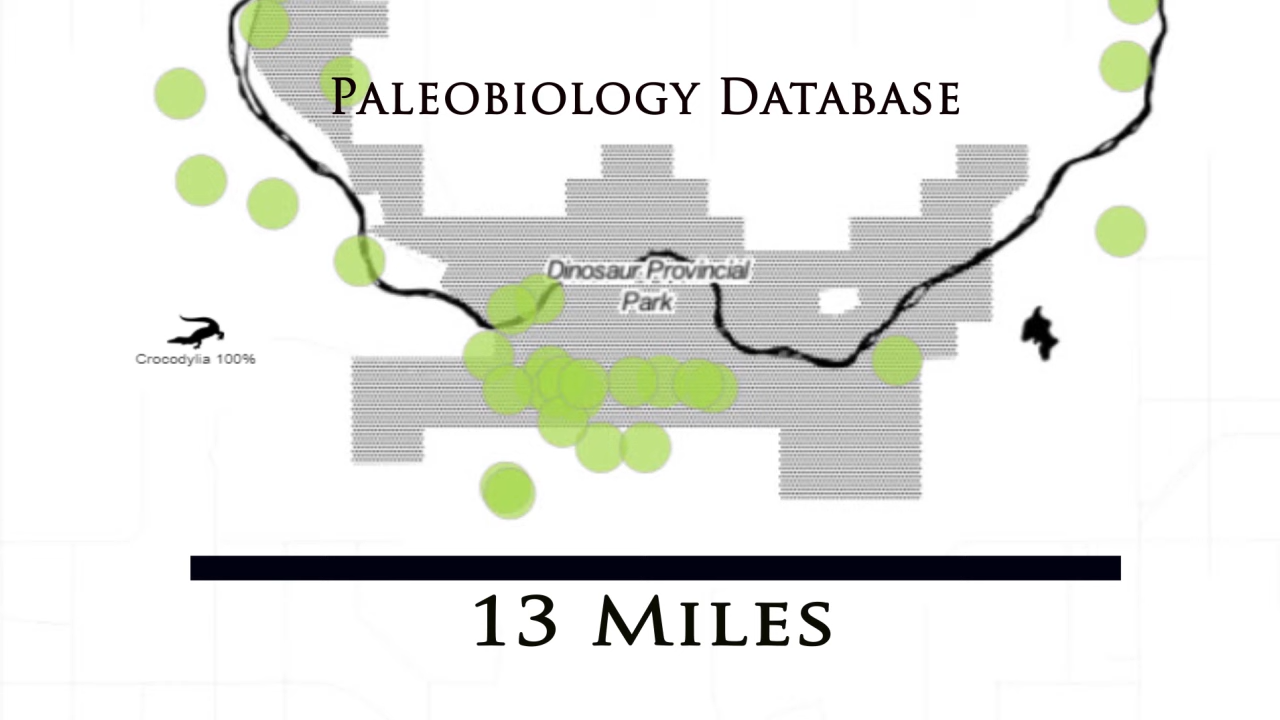 Paleobiology Database
Dinosaur Provincial
Park
Crocodylia 100%
13 Miles